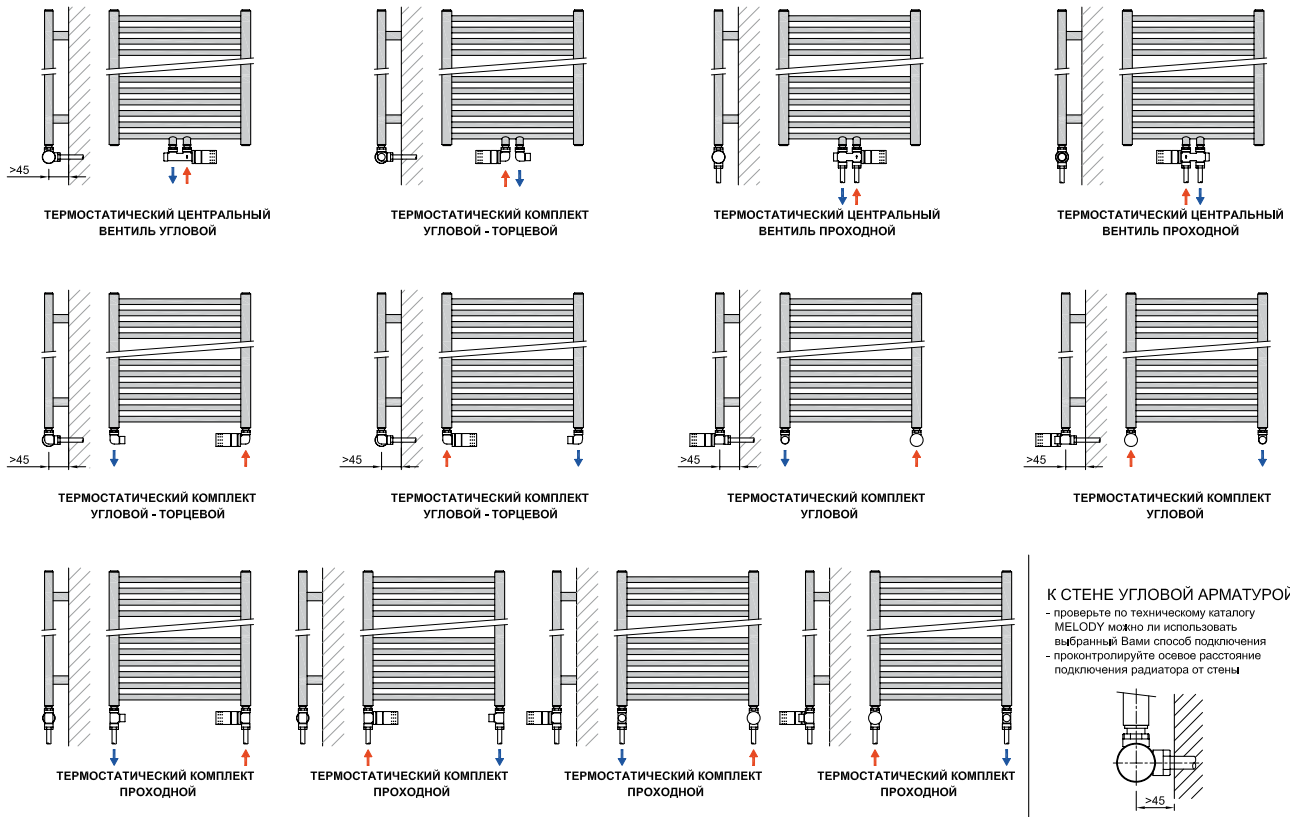 >45
ТЕРМОСТАТИЧЕСКИЙ ЦЕНТРАЛЬНЫЙ
ВЕНТИЛЬ УГЛОВОЙ
ТЕРМОСТАТИЧЕСКИЙ КОМПЛЕКТ
УГЛОВОЙ - ТОРЦЕВОЙ
ТЕРМОСТАТИЧЕСКИЙ ЦЕНТРАЛЬНЫЙ
ВЕНТИЛЬ ПРОХОДНОЙ
ТЕРМОСТАТИЧЕСКИЙ ЦЕНТРАЛЬНЫЙ
ВЕНТИЛЬ ПРОХОДНОЙ
>45
ТЕРМОСТАТИЧЕСКИЙ КОМПЛЕКТ
УГЛОВОЙ - ТОРЦЕВОЙ
>45
ТЕРМОСТАТИЧЕСКИЙ КОМПЛЕКТ
УГЛОВОЙ - ТОРЦЕВОЙ
>45
ТЕРМОСТАТИЧЕСКИЙ КОМПЛЕКТ
УГЛОВОЙ
>45
ТЕРМОСТАТИЧЕСКИЙ КОМПЛЕКТ
УГЛОВОЙ
ТЕРМОСТАТИЧЕСКИЙ КОМПЛЕКТ
ПРОХОДНОЙ
ТЕРМОСТАТИЧЕСКИЙ КОМПЛЕКТ
ПРОХОДНОЙ
ТЕРМОСТАТИЧЕСКИЙ КОМПЛЕКТ
ПРОХОДНОЙ
ТЕРМОСТАТИЧЕСКИЙ КОМПЛЕКТ
ПРОХОДНОЙ
К СТЕНЕ УГЛОВОЙ АРМАТУРОЙ
- проверьте по техническому каталогу
MELODY можно ли использовать
выбранный Вами способ подключения
- проконтролируйте осевое расстояние
подключения радиатора от стены
>45